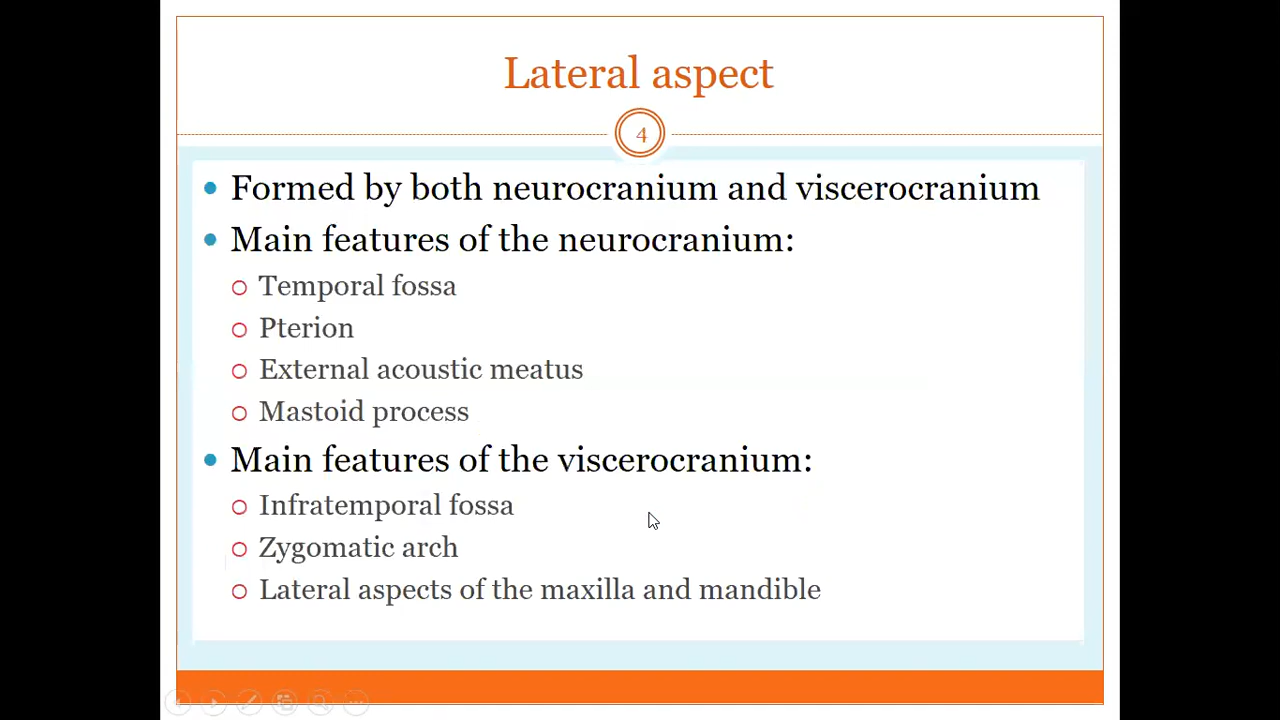 Lateral aspect
4
Formed by both neurocranium and viscerocranium
Main features of the neurocranium:
Temporal fossa
Pterion
External acoustic meatus
Mastoid process
Main features of the viscerocranium:
Infratemporal fossa
Zygomatic arch
Lateral aspects of the maxilla and mandible